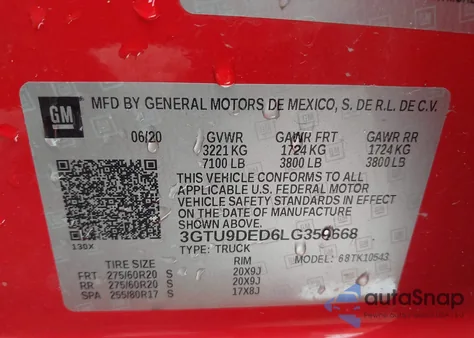 GM
MFD BY GENERAL MOTORS DE MEXICO, S. DE R.L. DE C.V.
06/20 GVWR GAWR FRT GAWR RR
3221 KG 1724 KG 1724 KG
7100 LB 3800 LB 3800 LB
THIS VEHICLE CONFORMS TO ALL
APPLICABLE U.S. FEDERAL MOTOR
VEHICLE SAFETY STANDARDS IN EFFECT
ON THE DATE OF MANUFACTURE
SHOWN ABOVE.
3GTU9DED6LG359668
TYPE: TRUCK MODEL: 68TK10543
130X
TIRE SIZE RIM
FRT 275/60R20 S 20X9J
RR 275/60R20 S 20X9J
SPA 255/80R17 S 17X8J
autoSnap